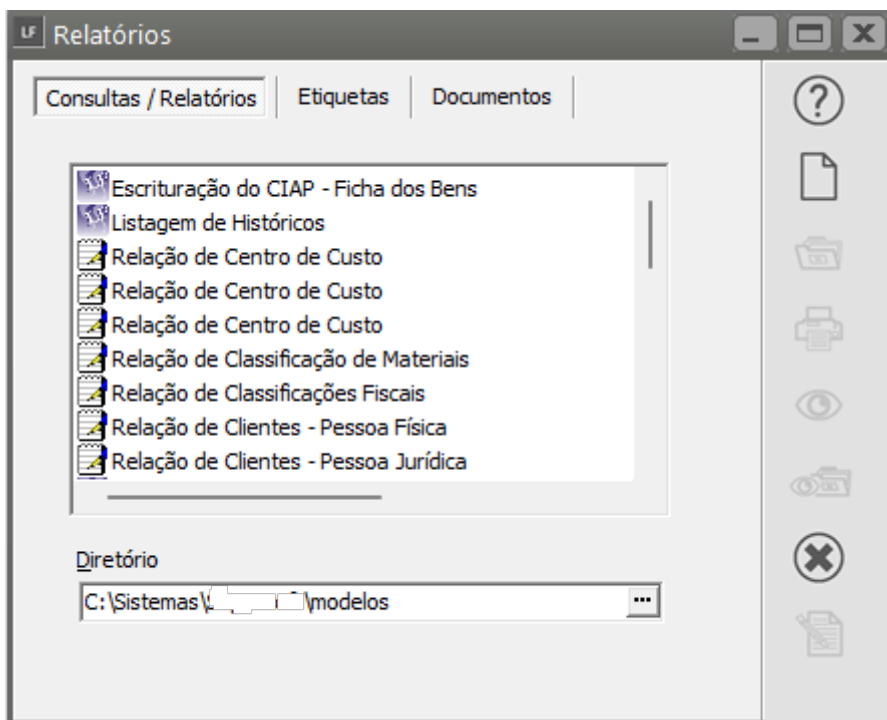 LF Relatórios
Consultas / Relatórios Etiquetas Documentos
Escrituração do CIAP - Ficha dos Bens
Listagem de Históricos
Relação de Centro de Custo
Relação de Centro de Custo
Relação de Centro de Custo
Relação de Classificação de Materiais
Relação de Classificações Fiscais
Relação de Clientes - Pessoa Física
Relação de Clientes - Pessoa Jurídica
Diretório
C:\Sistemas\ \modelos ...